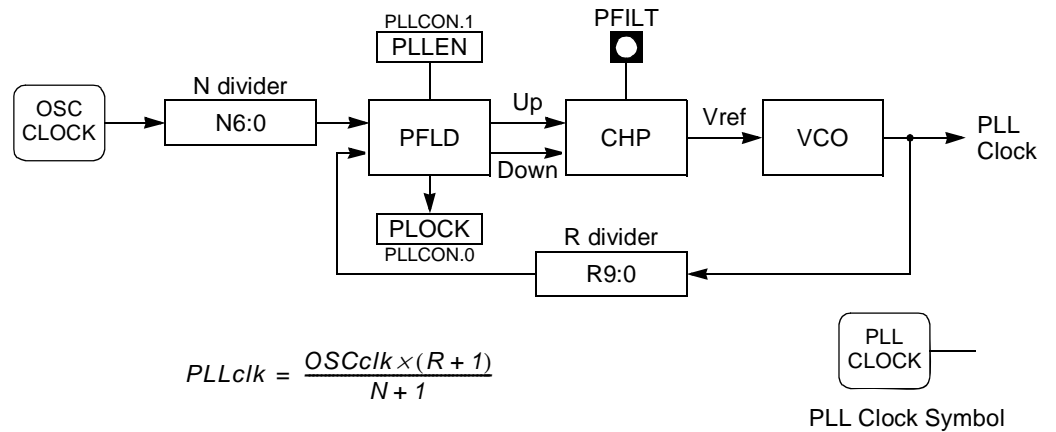 PLLCON.1
PLLEN
PFILT
N divider
OSC
CLOCK
N6:0
PFLD
Up
Down
CHP
Vref
VCO
PLL
Clock
PLOCK
PLLCON.0
R divider
R9:0
PLLclk = OSCclk × (R + 1)
N + 1
PLL
CLOCK
PLL Clock Symbol